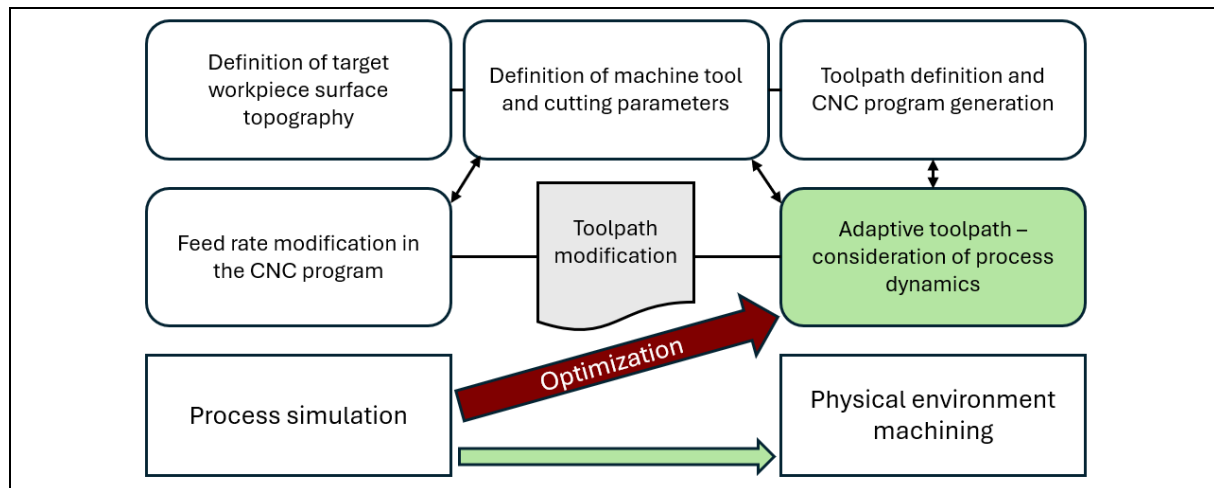 Definition of target
workpiece surface
topography
Definition of machine tool
and cutting parameters
Toolpath definition and
CNC program generation
Feed rate modification in
the CNC program
Toolpath
modification
Adaptive toolpath –
consideration of process
dynamics
Process simulation
Optimization
Physical environment
machining